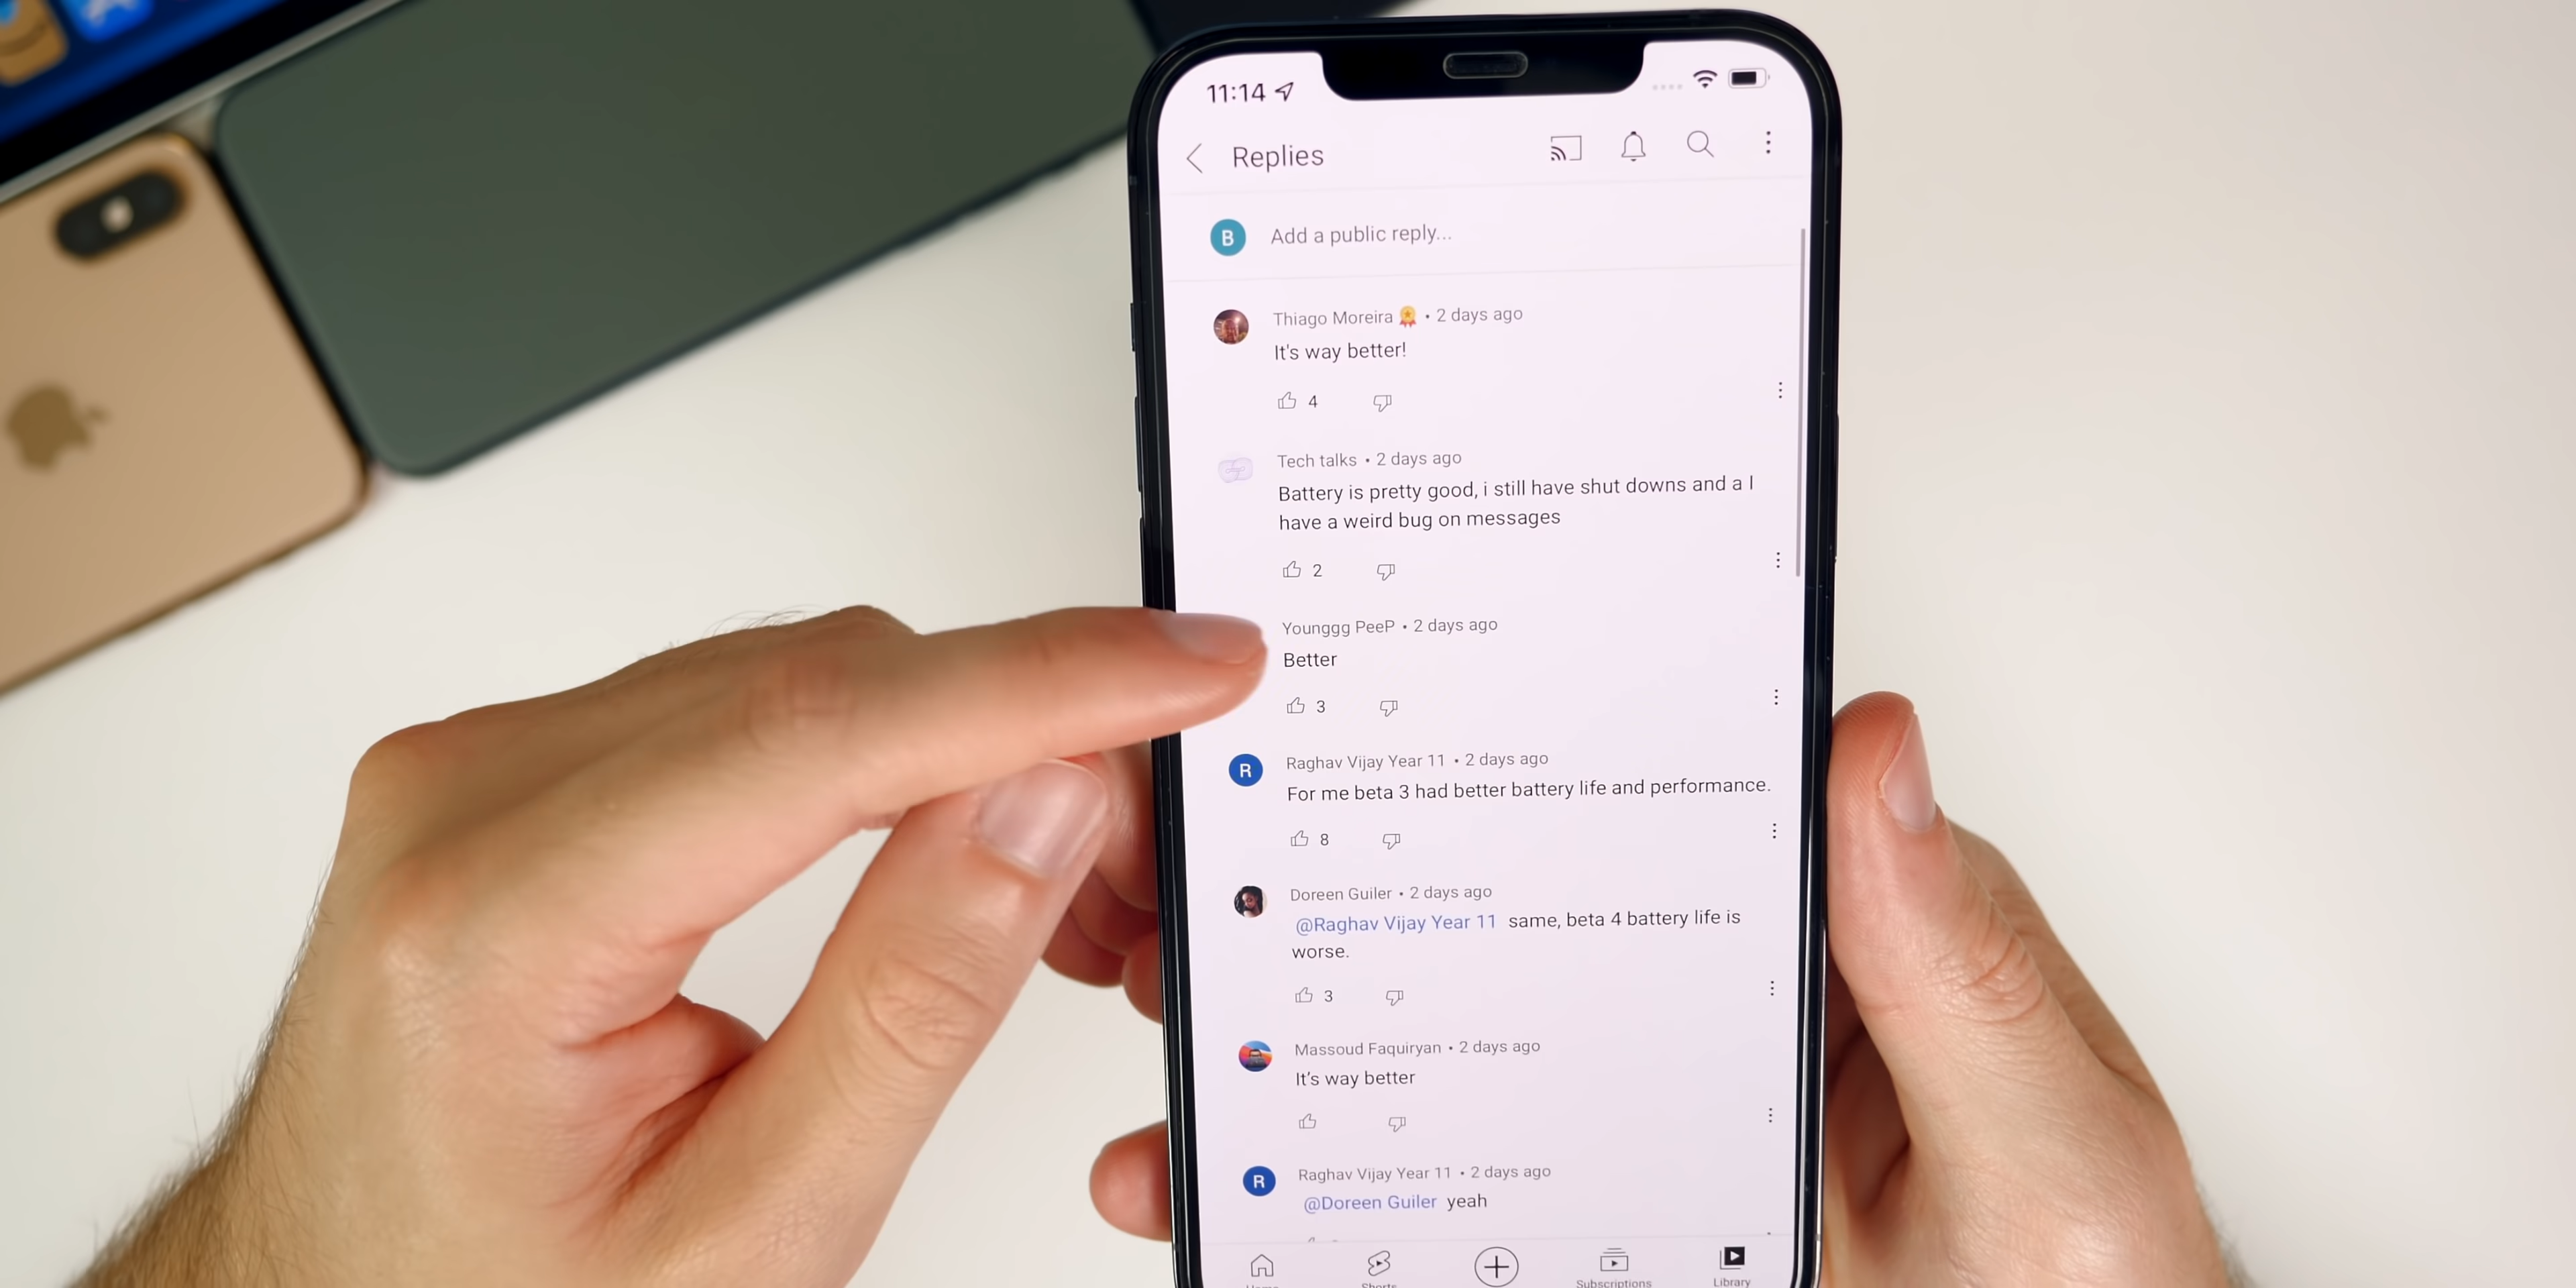 11:14
Replies
B
Add a public reply...
Thiago Moreira 🏅 • 2 days ago
It's way better!
4
Tech talks • 2 days ago
Battery is pretty good, i still have shut downs and a I
have a weird bug on messages
2
Younggg PeeP • 2 days ago
Better
3
R
Raghav Vijay Year 11 • 2 days ago
For me beta 3 had better battery life and performance.
8
Doreen Guiler • 2 days ago
@Raghav Vijay Year 11 same, beta 4 battery life is
worse.
3
Massoud Faquiryan • 2 days ago
It's way better
R
Raghav Vijay Year 11 • 2 days ago
@Doreen Guiler yeah
Shorts
Subscriptions
Library